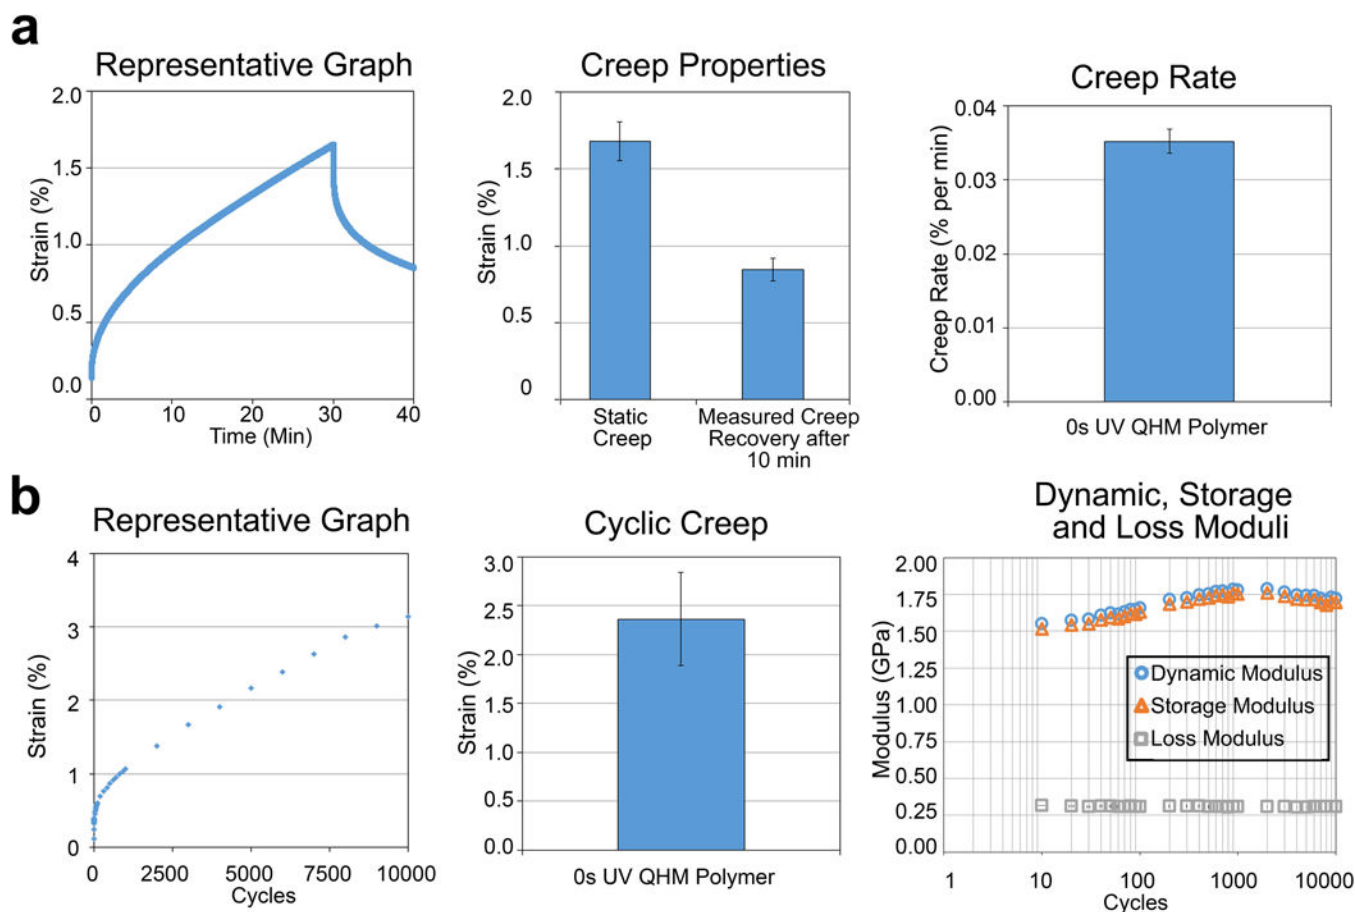 a
Representative Graph
2.0
1.5
1.0
0.5
0.0
Strain (%)
0 10 20 30 40
Time (Min)
Creep Properties
2.0
1.5
1.0
0.5
0
Strain (%)
Static
Creep
Measured Creep
Recovery after
10 min
Creep Rate
0.04
0.03
0.02
0.01
0.00
Creep Rate (% per min)
0s UV QHM Polymer
b
Representative Graph
4
3
2
1
0
Strain (%)
0 2500 5000 7500 10000
Cycles
Cyclic Creep
3.0
2.5
2.0
1.5
1.0
0.5
0.0
Strain (%)
0s UV QHM Polymer
Dynamic, Storage
and Loss Moduli
2.00
1.75
1.50
1.25
1.00
0.75
0.50
0.25
0.00
Modulus (GPa)
Dynamic Modulus
Storage Modulus
Loss Modulus
1 10 100 1000 10000
Cycles